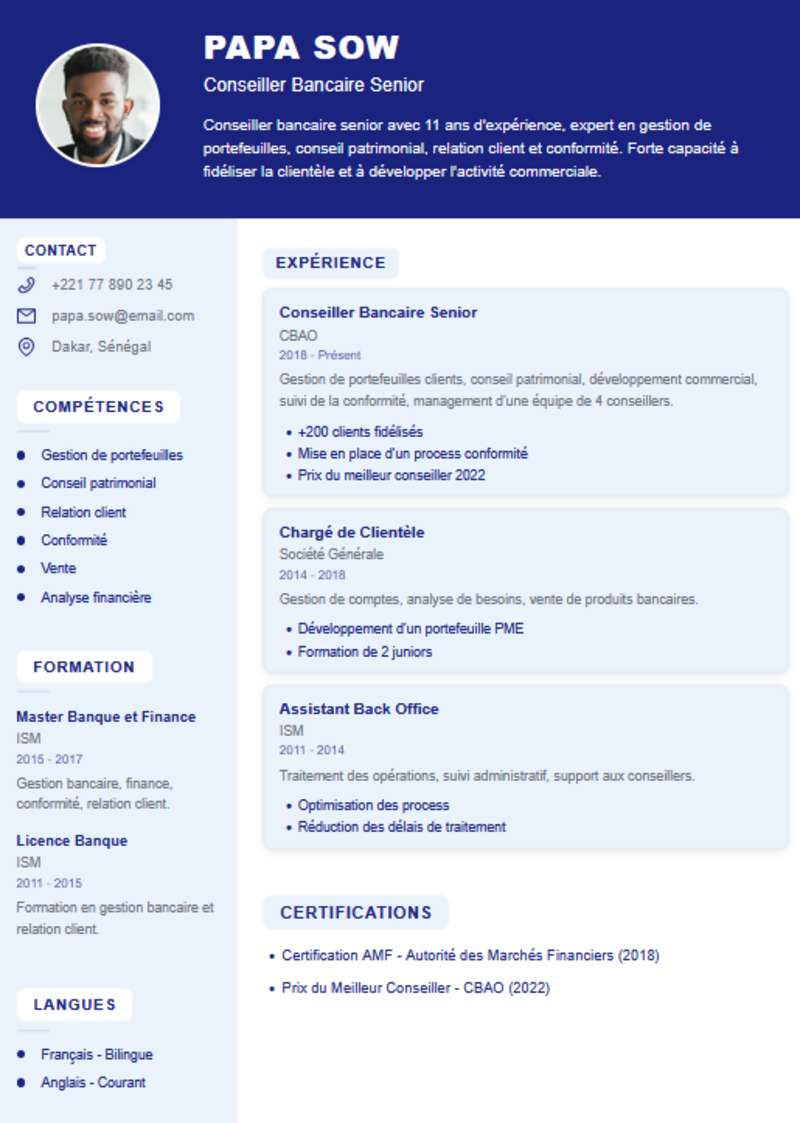 PAPA SOW
Conseiller Bancaire Senior
Conseiller bancaire senior avec 11 ans d'expérience, expert en gestion de
portefeuilles, conseil patrimonial, relation client et conformité. Forte capacité à
fidéliser la clientèle et à développer l'activité commerciale.
CONTACT
+221 77 890 23 45
papa.sow@email.com
Dakar, Sénégal
COMPÉTENCES
• Gestion de portefeuilles
• Conseil patrimonial
• Relation client
• Conformité
• Vente
• Analyse financière
FORMATION
Master Banque et Finance
ISM
2015 - 2017
Gestion bancaire, finance,
conformité, relation client.
Licence Banque
ISM
2011 - 2015
Formation en gestion bancaire et
relation client.
LANGUES
• Français - Bilingue
• Anglais - Courant
EXPÉRIENCE
Conseiller Bancaire Senior
CBAO
2018 - Présent
Gestion de portefeuilles clients, conseil patrimonial, développement commercial,
suivi de la conformité, management d'une équipe de 4 conseillers.
• +200 clients fidélisés
• Mise en place d'un process conformité
• Prix du meilleur conseiller 2022
Chargé de Clientèle
Société Générale
2014 - 2018
Gestion de comptes, analyse de besoins, vente de produits bancaires.
• Développement d'un portefeuille PME
• Formation de 2 juniors
Assistant Back Office
ISM
2011 - 2014
Traitement des opérations, suivi administratif, support aux conseillers.
• Optimisation des process
• Réduction des délais de traitement
CERTIFICATIONS
• Certification AMF - Autorité des Marchés Financiers (2018)
• Prix du Meilleur Conseiller - CBAO (2022)